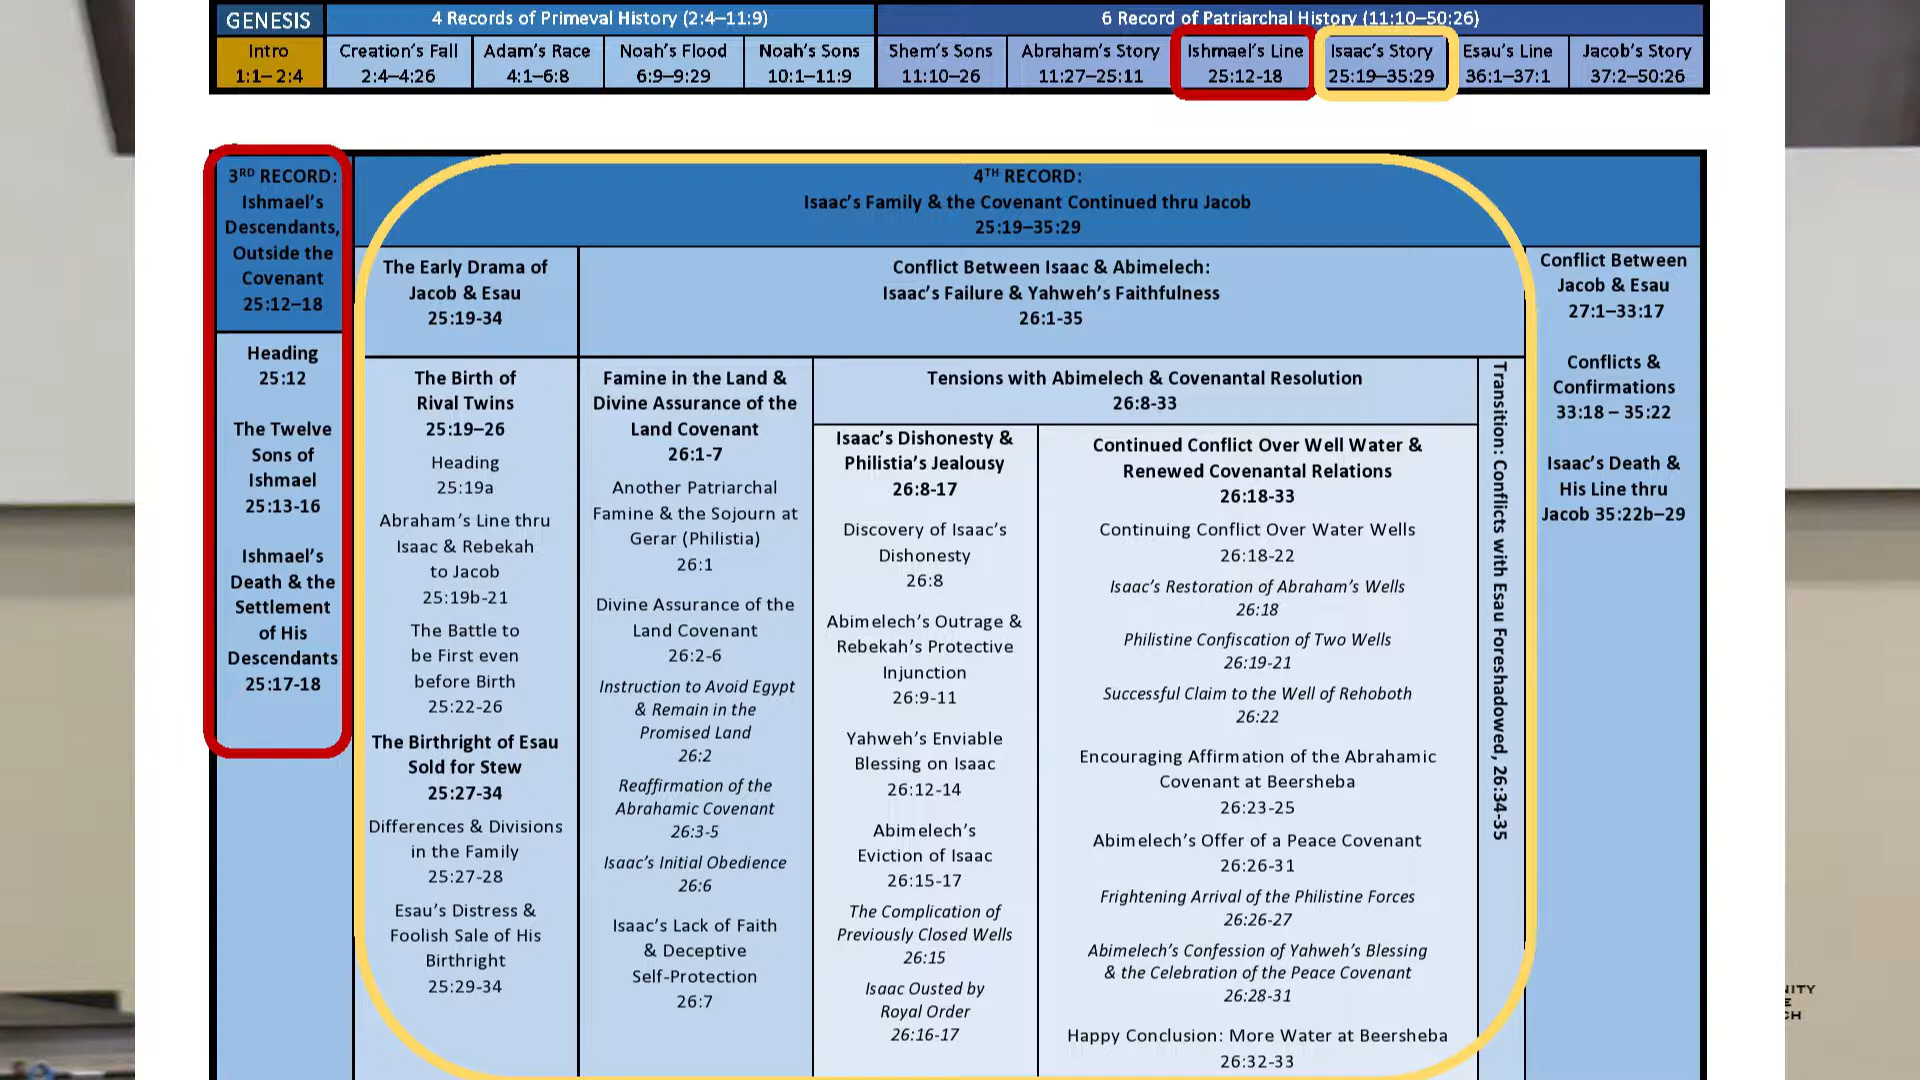 GENESIS
4 Records of Primeval History (2:4–11:9)
6 Record of Patriarchal History (11:10–50:26)
Intro
1:1– 2:4
Creation's Fall
2:4–4:26
Adam's Race
4:1–6:8
Noah's Flood
6:9–9:29
Noah's Sons
10:1–11:9
Shem's Sons
11:10–26
Abraham's Story
11:27–25:11
Ishmael's Line
25:12-18
Isaac's Story
25:19–35:29
Esau's Line
36:1–37:1
Jacob's Story
37:2–50:26
3RD RECORD:
Ishmael's
Descendants,
Outside the
Covenant
25:12–18
Heading
25:12
The Twelve
Sons of
Ishmael
25:13-16
Ishmael's
Death & the
Settlement
of His
Descendants
25:17-18
4TH RECORD:
Isaac's Family & the Covenant Continued thru Jacob
25:19–35:29
The Early Drama of
Jacob & Esau
25:19-34
The Birth of
Rival Twins
25:19–26
Heading
25:19a
Abraham's Line thru
Isaac & Rebekah
to Jacob
25:19b-21
The Battle to
be First even
before Birth
25:22-26
The Birthright of Esau
Sold for Stew
25:27-34
Differences & Divisions
in the Family
25:27-28
Esau's Distress &
Foolish Sale of His
Birthright
25:29-34
Conflict Between Isaac & Abimelech:
Isaac's Failure & Yahweh's Faithfulness
26:1-35
Famine in the Land &
Divine Assurance of the
Land Covenant
26:1-7
Another Patriarchal
Famine & the Sojourn at
Gerar (Philistia)
26:1
Divine Assurance of the
Land Covenant
26:2-6
Instruction to Avoid Egypt
& Remain in the
Promised Land
26:2
Reaffirmation of the
Abrahamic Covenant
26:3-5
Isaac's Initial Obedience
26:6
Isaac's Lack of Faith
& Deceptive
Self-Protection
26:7
Tensions with Abimelech & Covenantal Resolution
26:8-33
Isaac's Dishonesty &
Philistia's Jealousy
26:8-17
Discovery of Isaac's
Dishonesty
26:8
Abimelech's Outrage &
Rebekah's Protective
Injunction
26:9-11
Yahweh's Enviable
Blessing on Isaac
26:12-14
Abimelech's
Eviction of Isaac
26:15-17
The Complication of
Previously Closed Wells
26:15
Isaac Ousted by
Royal Order
26:16-17
Continued Conflict Over Well Water &
Renewed Covenantal Relations
26:18-33
Continuing Conflict Over Water Wells
26:18-22
Isaac's Restoration of Abraham's Wells
26:18
Philistine Confiscation of Two Wells
26:19-21
Successful Claim to the Well of Rehoboth
26:22
Encouraging Affirmation of the Abrahamic
Covenant at Beersheba
26:23-25
Abimelech's Offer of a Peace Covenant
26:26-31
Frightening Arrival of the Philistine Forces
26:26-27
Abimelech's Confession of Yahweh's Blessing
& the Celebration of the Peace Covenant
26:28-31
Happy Conclusion: More Water at Beersheba
26:32-33
Transition: Conflicts with Esau Foreshadowed, 26:34-35
Conflict Between
Jacob & Esau
27:1–33:17
Conflicts &
Confirmations
33:18 – 35:22
Isaac's Death &
His Line thru
Jacob 35:22b–29